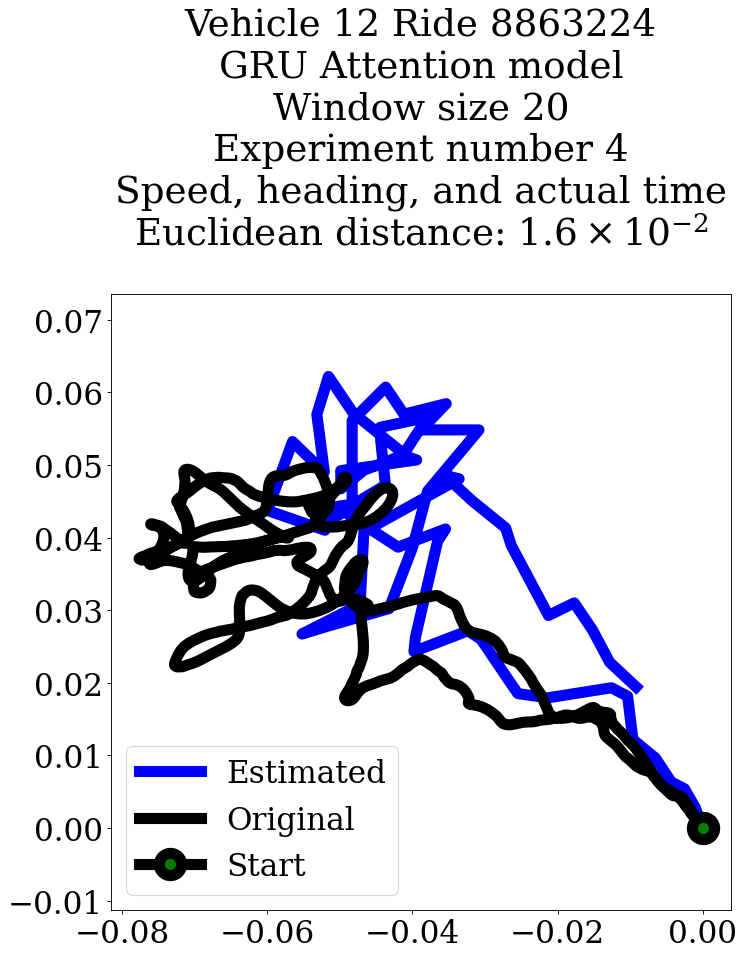 Vehicle 12 Ride 8863224
GRU Attention model
Window size 20
Experiment number 4
Speed, heading, and actual time
Euclidean distance: 1.6 × 10⁻²
0.07
0.06
0.05
0.04
0.03
0.02
0.01
0.00
−0.01
Estimated
Original
Start
−0.08 −0.06 −0.04 −0.02 0.00